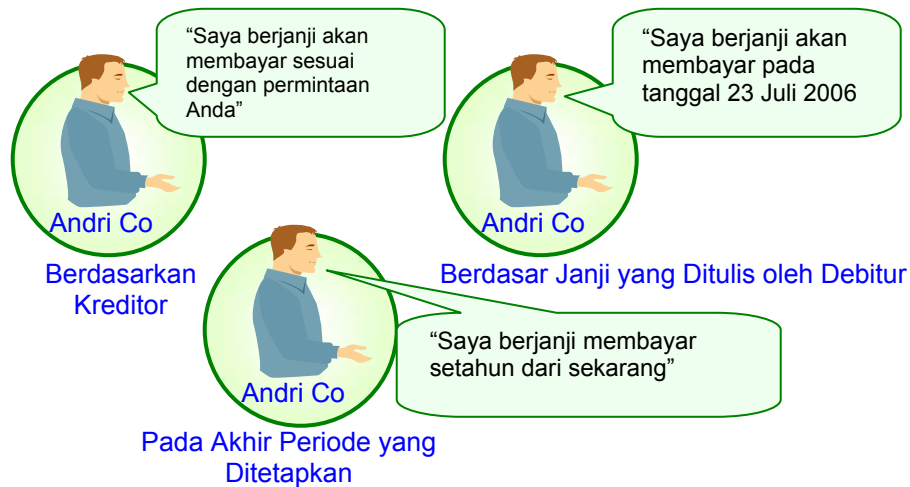 “Saya berjanji akan
membayar sesuai
dengan permintaan
Anda”
Andri Co
Berdasarkan
Kreditor
“Saya berjanji akan
membayar pada
tanggal 23 Juli 2006
Andri Co
Berdasar Janji yang Ditulis oleh Debitur
“Saya berjanji membayar
setahun dari sekarang”
Andri Co
Pada Akhir Periode yang
Ditetapkan